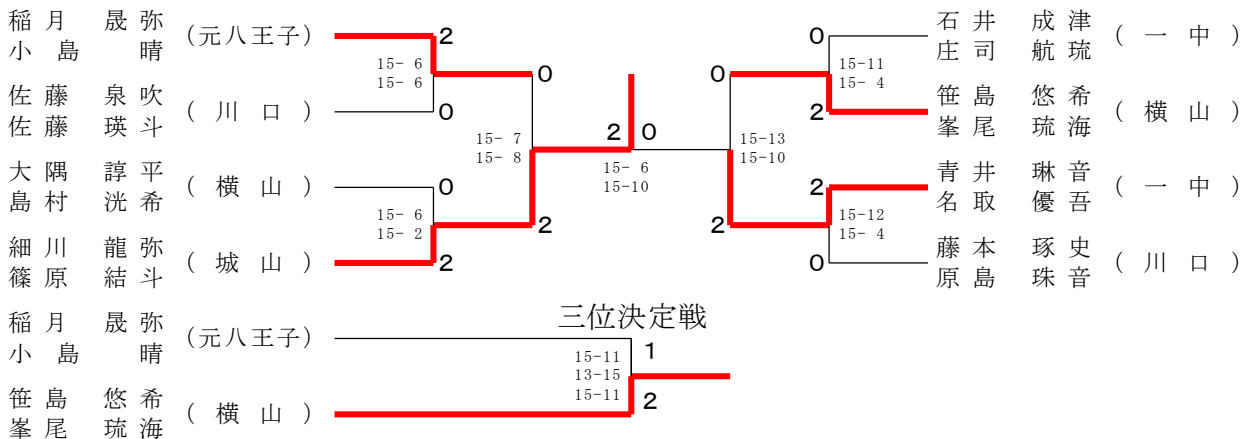 稲月 晟弥
小島 晴
(元八王子)
2
15- 6
15- 6
0
佐藤 泉吹
佐藤 瑛斗
(川口)
0
15- 7
15- 8
大隅 諄平
島村 洸希
(横山)
0
15- 6
15- 2
2
細川 龍弥
篠原 結斗
(城山)
2
2 0
15- 6
15-10
0
石井 成津
庄司 航琉
(一中)
15-11
15- 4
0
2
笹島 悠希
峯尾 琉海
(横山)
15-13
15-10
2
青井 琳音
名取 優吾
(一中)
15-12
15- 4
2
0
藤本 琢史
原島 珠音
(川口)
三位決定戦
稲月 晟弥
小島 晴
(元八王子)
1
15-11
13-15
15-11
2
笹島 悠希
峯尾 琉海
(横山)